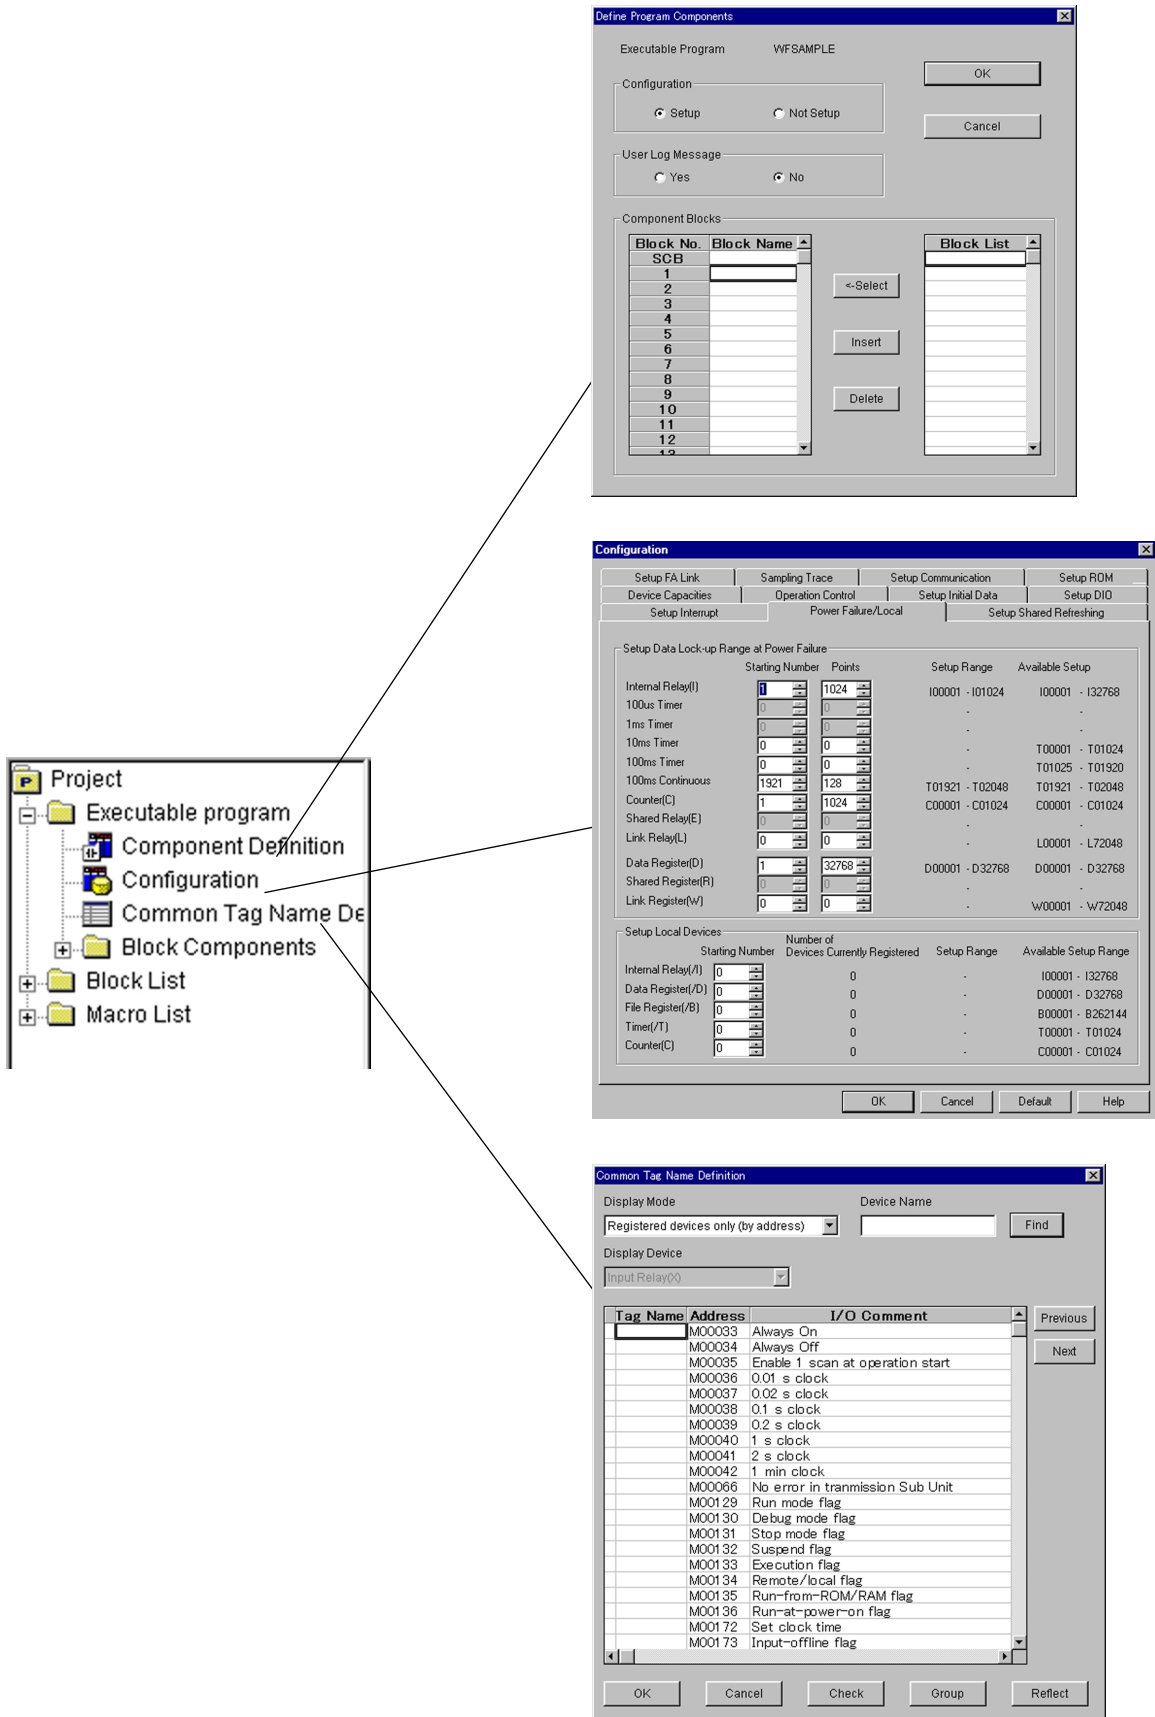 Define Program Components
Executable Program WFSAMPLE
OK
Configuration
Setup Not Setup
Cancel
User Log Message
Yes No
Component Blocks
Block No. Block Name Block List
SCB
1
2
<-Select
3
4
5
Insert
6
7
8
9
Delete
10
11
12
13
Project
Executable program
Component Definition
Configuration
Common Tag Name De
Block Components
Block List
Macro List
Configuration
Setup FA Link Sampling Trace Setup Communication Setup ROM
Device Capacities Operation Control Setup Initial Data Setup DIO
Setup Interrupt Power Failure/Local Setup Shared Refreshing
Setup Data Lock-up Range at Power Failure
Starting Number Points Setup Range Available Setup
Internal Relay(I) 1 1024 I00001 - I01024 I00001 - I32768
100us Timer 0 0 - -
1ms Timer 0 0 - -
10ms Timer 0 0 - T00001 - T01024
100ms Timer 0 0 - T01025 - T01920
100ms Continuous 1921 128 T01921 - T02048 T01921 - T02048
Counter(C) 1 1024 C00001 - C01024 C00001 - C01024
Shared Relay(E) 0 0 - -
Link Relay(L) 0 0 - L00001 - L72048
Data Register(D) 1 32768 D00001 - D32768 D00001 - D32768
Shared Register(R) 0 0 - -
Link Register(W) 0 0 - W00001 - W72048
Setup Local Devices
Starting Number Number of Devices Currently Registered Setup Range Available Setup Range
Internal Relay(/I) 0 0 - I00001 - I32768
Data Register(/D) 0 0 - D00001 - D32768
File Register(/B) 0 0 - B00001 - B262144
Timer(/T) 0 0 - T00001 - T01024
Counter(C) 0 0 - C00001 - C01024
OK Cancel Default Help
Common Tag Name Definition
Display Mode Device Name
Registered devices only (by address) Find
Display Device
Input Relay(X)
Tag Name Address I/O Comment
Previous
M00033 Always On
M00034 Always Off
Next
M00035 Enable 1 scan at operation start
M00036 0.01 s clock
M00037 0.02 s clock
M00038 0.1 s clock
M00039 0.2 s clock
M00040 1 s clock
M00041 2 s clock
M00042 1 min clock
M00066 No error in tranmission Sub Unit
M00129 Run mode flag
M00130 Debug mode flag
M00131 Stop mode flag
M00132 Suspend flag
M00133 Execution flag
M00134 Remote/local flag
M00135 Run-from-ROM/RAM flag
M00136 Run-at-power-on flag
M00172 Set clock time
M00173 Input-offline flag
OK Cancel Check Group Reflect